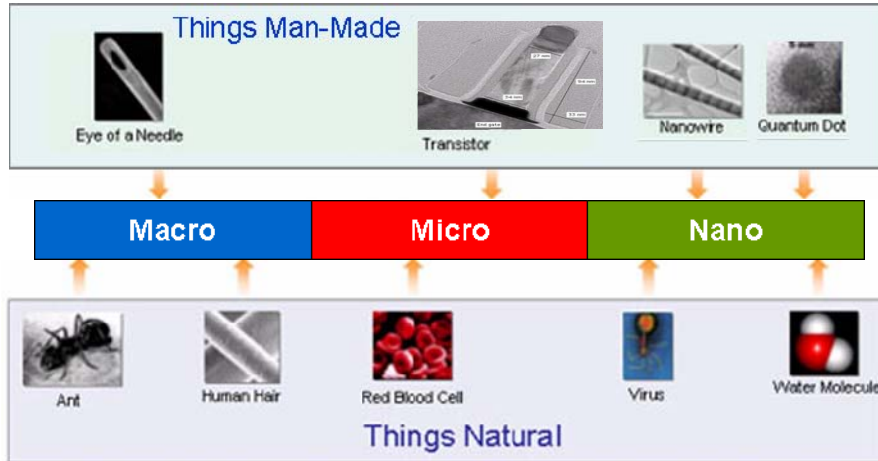 Things Man-Made
Eye of a Needle
Transistor
Nanowire
Quantum Dot
Macro
Micro
Nano
Ant
Human Hair
Red Blood Cell
Virus
Water Molecule
Things Natural